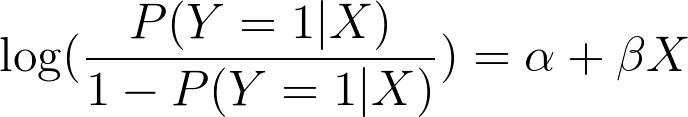 log(P(Y = 1|X) / 1 − P(Y = 1|X)) = α + βX